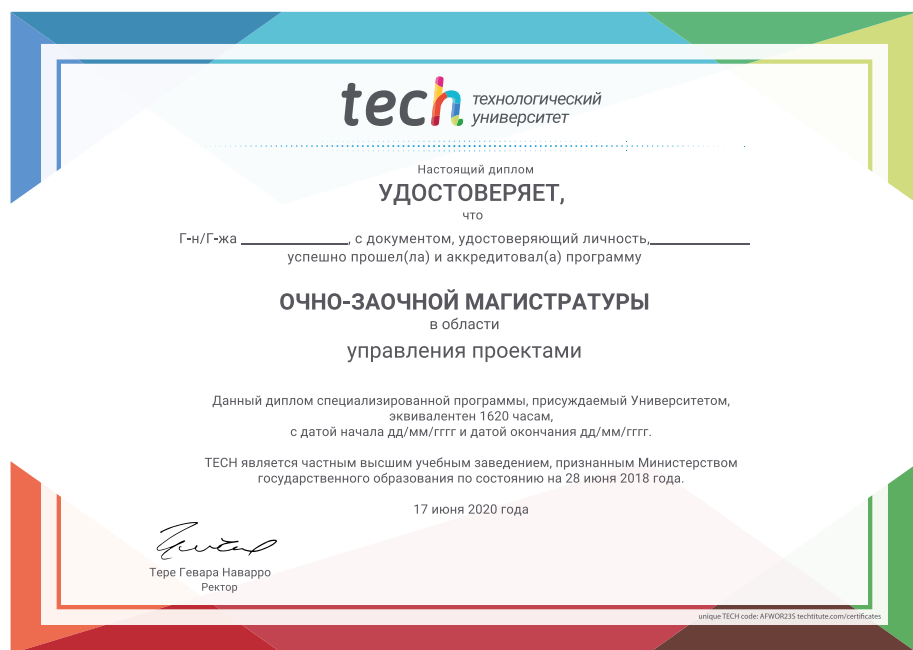 tech технологический
университет
Настоящий диплом
УДОСТОВЕРЯЕТ,
что
Г-н/Г-жа ______________, с документом, удостоверяющий личность,_____________
успешно прошел(ла) и аккредитовал(а) программу
ОЧНО-ЗАОЧНОЙ МАГИСТРАТУРЫ
в области
управления проектами
Данный диплом специализированной программы, присуждаемый Университетом,
эквивалентен 1620 часам,
с датой начала дд/мм/гггг и датой окончания дд/мм/гггг.
TECH является частным высшим учебным заведением, признанным Министерством
государственного образования по состоянию на 28 июня 2018 года.
17 июня 2020 года
Тере Гевара Наварро
Ректор
unique TECH code: AFWOR23S techtitute.com/certificates